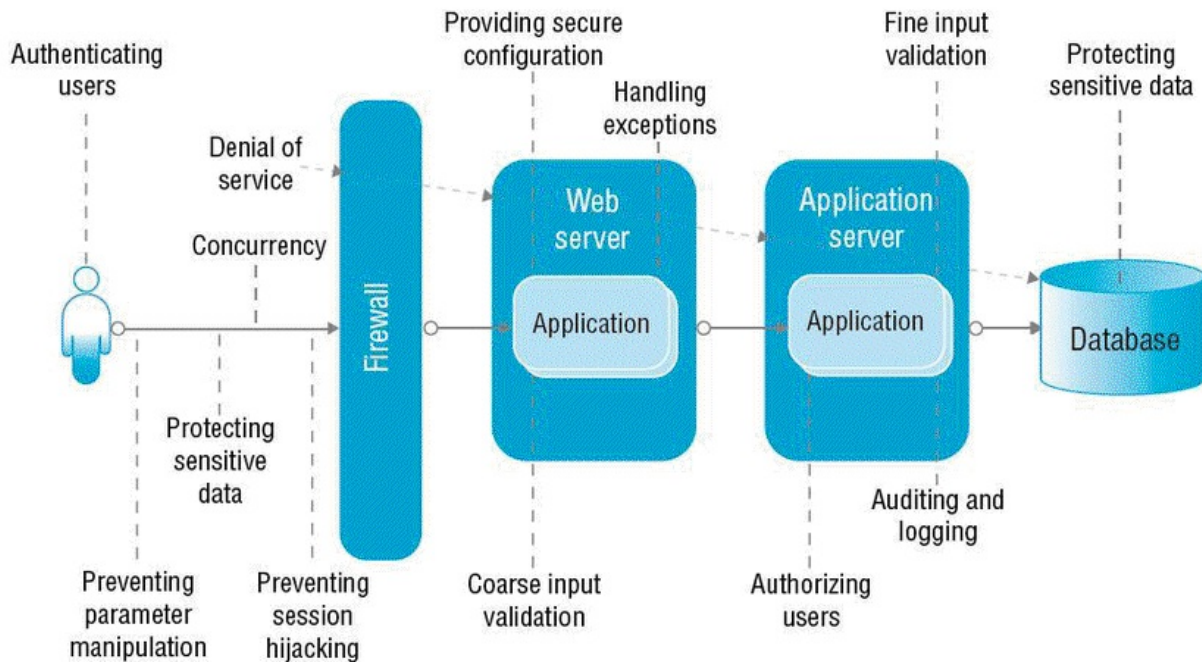 Authenticating
users
Providing secure
configuration
Fine input
validation
Protecting
sensitive data
Handling
exceptions
Denial of
service
Concurrency
Firewall
Web
server
Application
Application
server
Application
Database
Protecting
sensitive
data
Auditing and
logging
Preventing
parameter
manipulation
Preventing
session
hijacking
Coarse input
validation
Authorizing
users